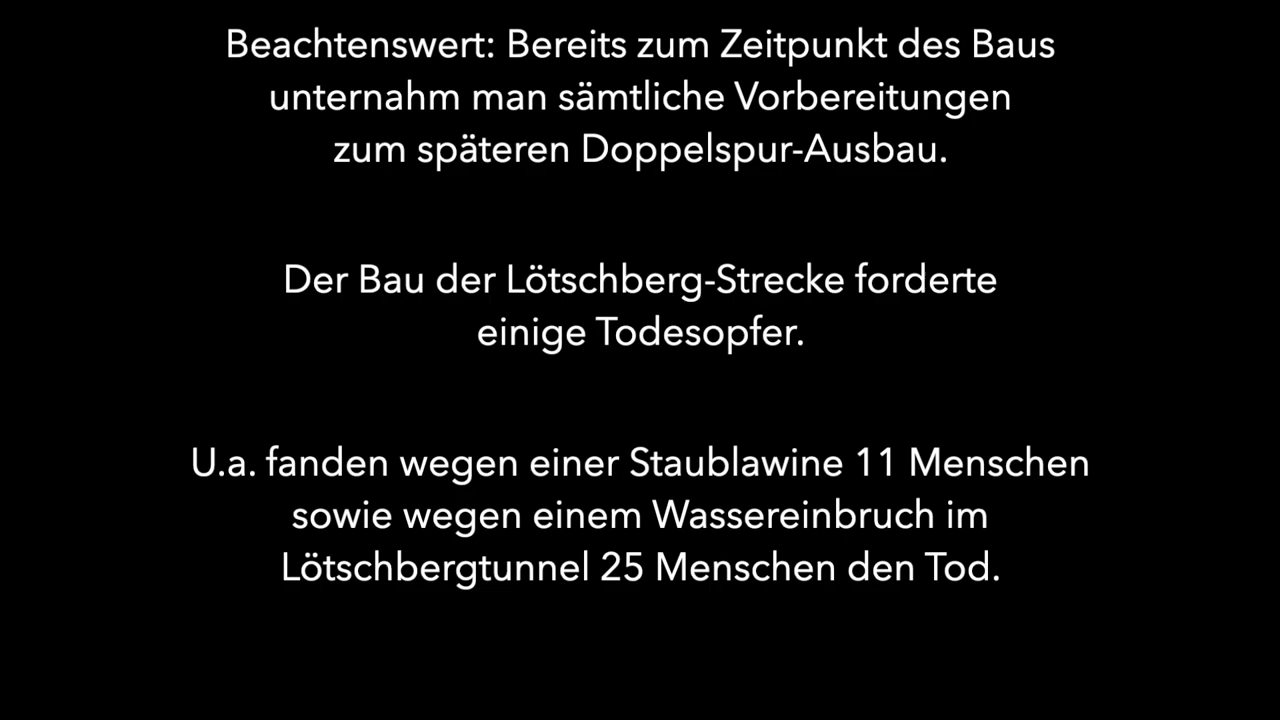 Beachtenswert: Bereits zum Zeitpunkt des Baus
unternahm man sämtliche Vorbereitungen
zum späteren Doppelspur-Ausbau.
Der Bau der Lötschberg-Strecke forderte
einige Todesopfer.
U.a. fanden wegen einer Staublawine 11 Menschen
sowie wegen einem Wassereinbruch im
Lötschbergtunnel 25 Menschen den Tod.